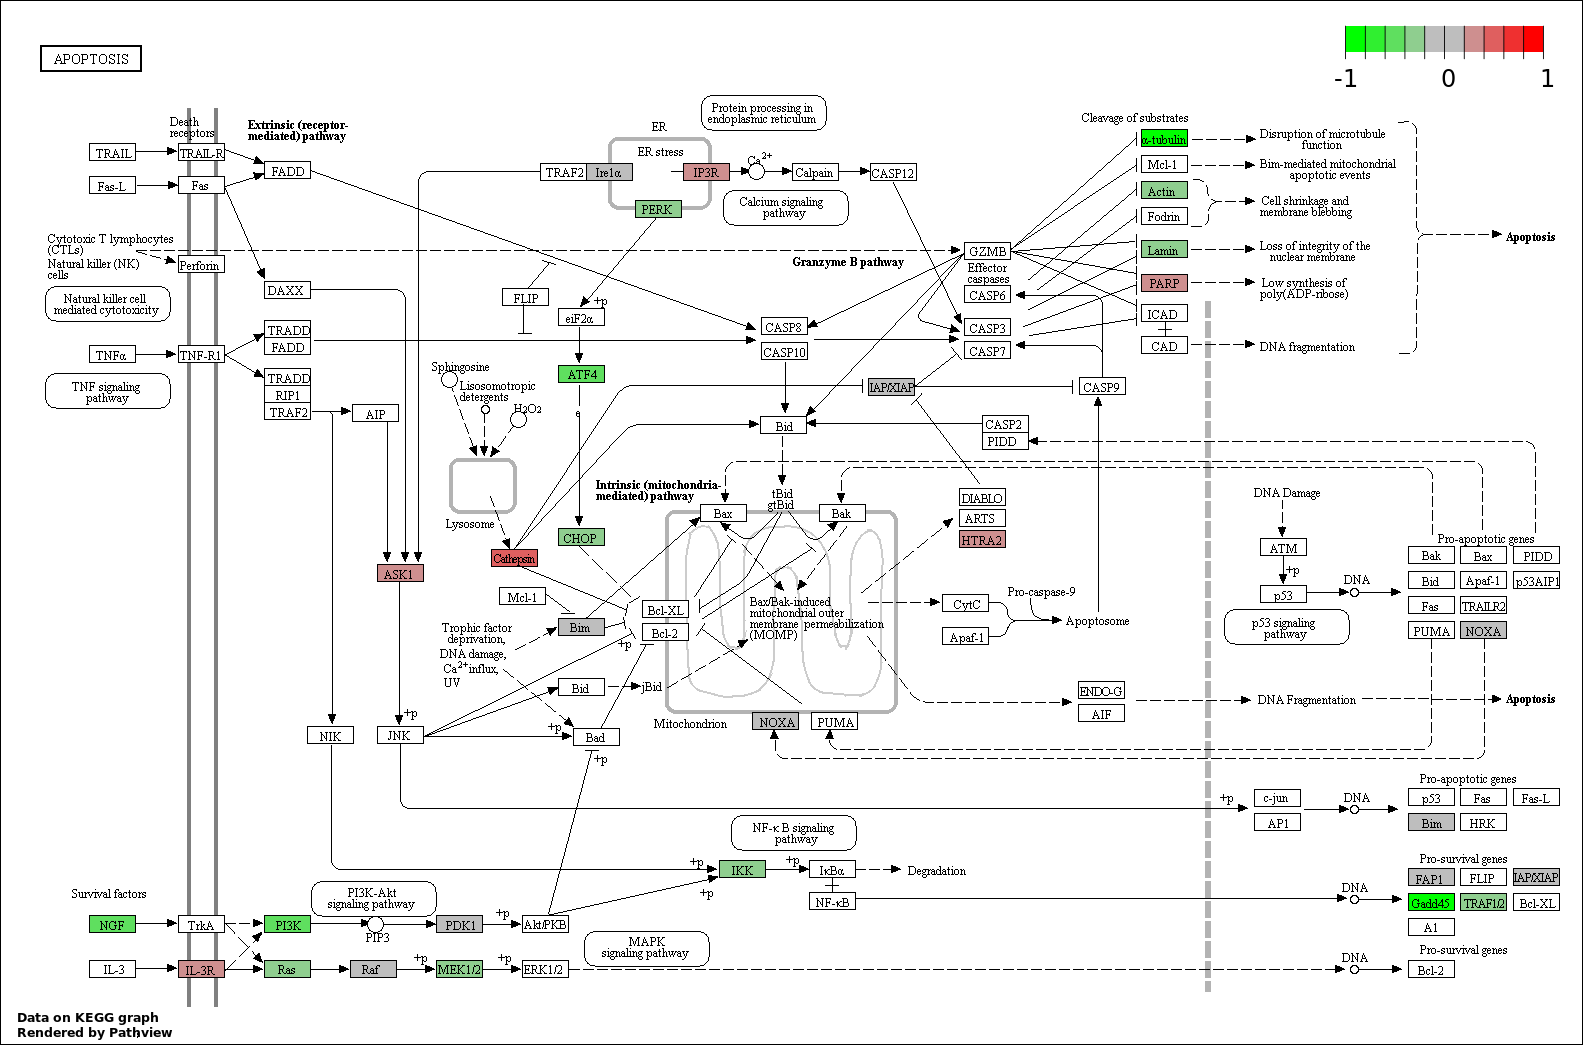 APOPTOSIS
-1
0
1
Death
receptors
Extrinsic (receptor-
mediated) pathway
ER
Protein processing in
endoplasmic reticulum
Cleavage of substrates
TRAIL
TRAIL-R
FADD
Fas-L
Fas
ER stress
TRAF2
Ire1α
IP3R
Ca2+
Calpain
CASP12
PERK
Calcium signaling
pathway
α-tubulin
Disruption of microtubule
function
Mcl-1
Bim-mediated mitochondrial
apoptotic events
Actin
Cell shrinkage and
membrane blebbing
Fodrin
Apoptosis
Cytotoxic T lymphocytes
(CTLs)
Natural killer (NK)
cells
Perforin
Natural killer cell
mediated cytotoxicity
DAXX
Granzyme B pathway
GZMB
Effector
caspases
CASP6
Lamin
Loss of integrity of the
nuclear membrane
PARP
Low synthesis of
poly(ADP-ribose)
FLIP
+p
eiF2α
ICAD
CAD
DNA fragmentation
TRADD
FADD
TNFα
TNF-R1
CASP8
CASP10
CASP3
CASP7
TNF signaling
pathway
TRADD
RIP1
TRAF2
AIP
Sphingosine
Lisosomotropic
detergents
H2O2
ATF4
e
IAP/XIAP
CASP9
Bid
CASP2
PIDD
Lysosome
Intrinsic (mitochondria-
mediated) pathway
tBid
gtBid
Bax
Bak
DIABLO
ARTS
HTRA2
DNA Damage
ATM
+p
p53
DNA
p53 signaling
pathway
Pro-apoptotic genes
Bak
Bax
PIDD
Bid
Apaf-1
p53AIP1
Fas
TRAILR2
PUMA
NOXA
CHOP
Cathepsin
ASK1
Mcl-1
Bim
Bcl-XL
Bcl-2
+p
Bax/Bak-induced
mitochondrial outer
membrane permeabilization
(MOMP)
CytC
Apaf-1
Pro-caspase-9
Apoptosome
Trophic factor
deprivation,
DNA damage,
Ca2+ influx,
UV
Bid
jBid
Mitochondrion
NOXA
PUMA
ENDO-G
AIF
DNA Fragmentation
Apoptosis
NIK
+p
JNK
+p
Bad
+p
+p
c-jun
AP1
DNA
Pro-apoptotic genes
p53
Fas
Fas-L
Bim
HRK
NF-κB signaling
pathway
+p
IKK
+p
IκBα
Degradation
+p
NF-κB
DNA
Pro-survival genes
FAP1
FLIP
IAP/XIAP
Gadd45
TRAF1/2
Bcl-XL
A1
Survival factors
PI3K-Akt
signaling pathway
NGF
TrkA
PI3K
PIP3
PDK1
+p
Akt/PKB
MAPK
signaling pathway
IL-3
IL-3R
Ras
Raf
+p
MEK1/2
+p
ERK1/2
DNA
Pro-survival genes
Bcl-2
Data on KEGG graph
Rendered by Pathview